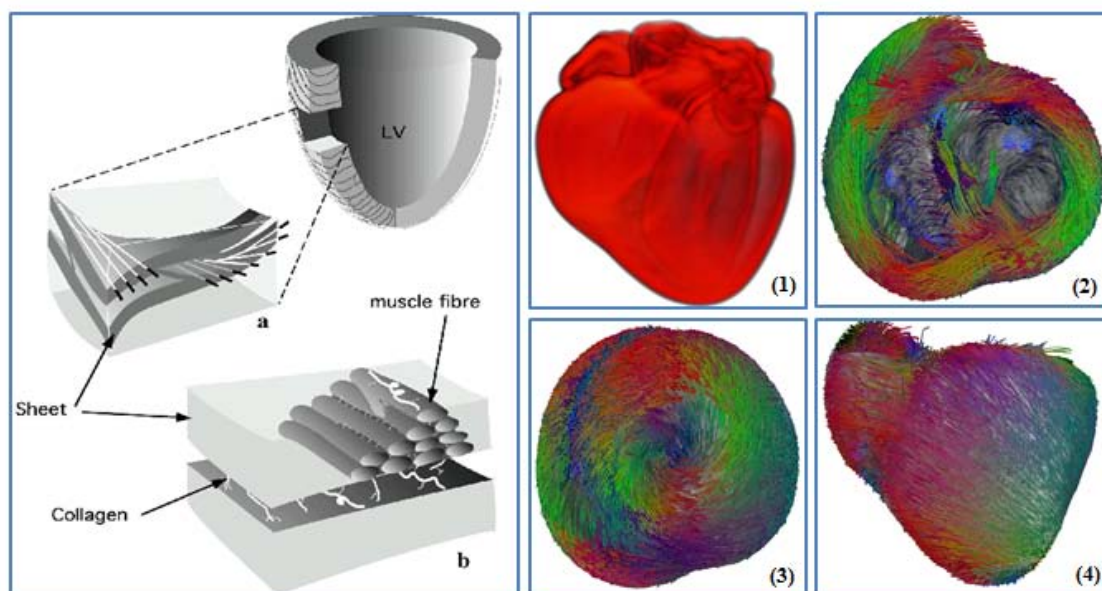 LV
a
Sheet
muscle fibre
Collagen
b
(1)
(2)
(3)
(4)